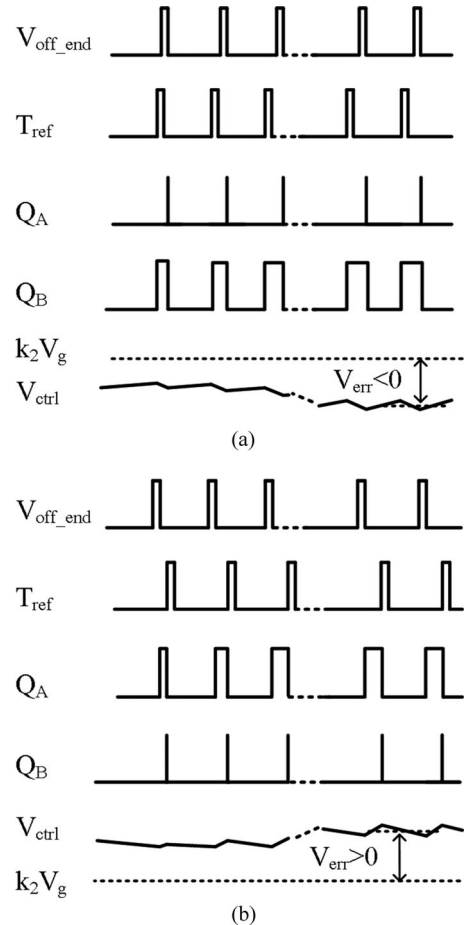 V_off_end
T_ref
Q_A
Q_B
k_2V_g
V_err<0
V_ctrl
(a)
V_off_end
T_ref
Q_A
Q_B
V_ctrl
V_err>0
k_2V_g
(b)